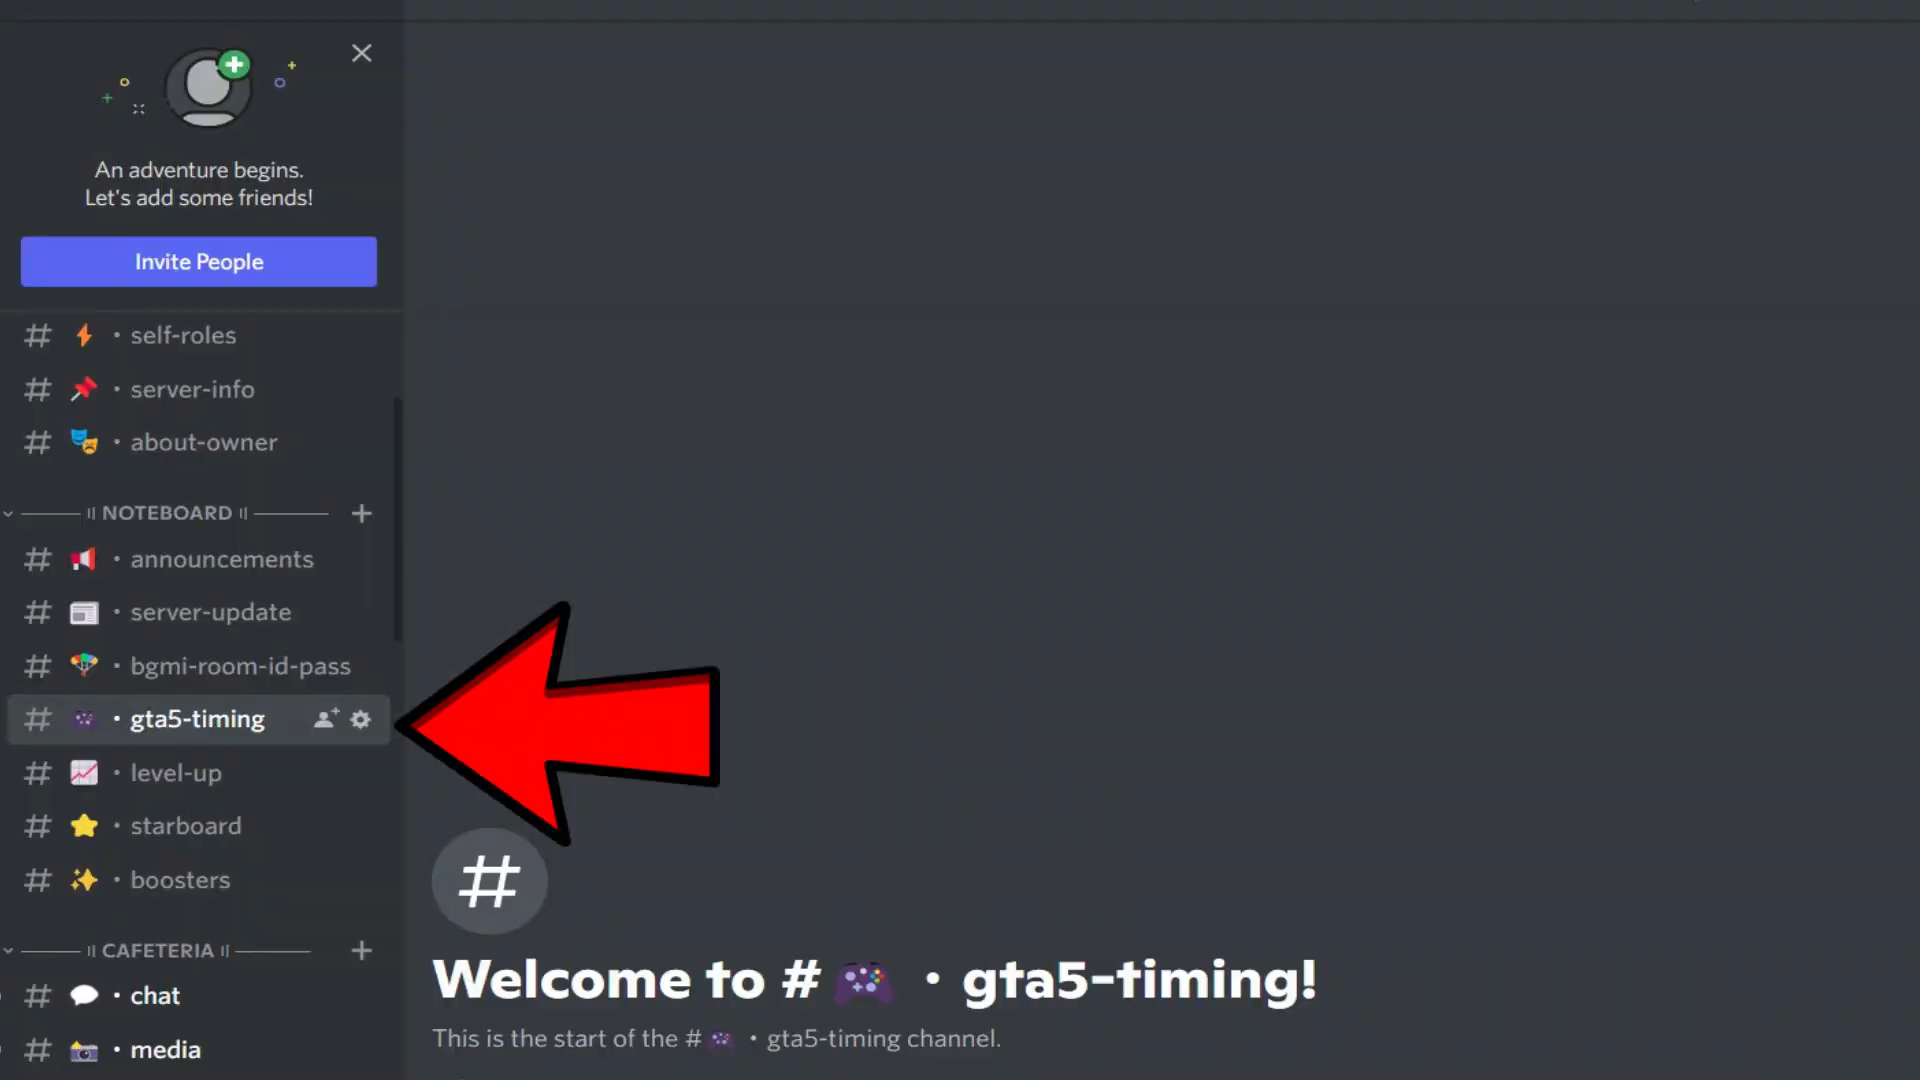 An adventure begins.
Let's add some friends!
Invite People
# ⚡ • self-roles
# 📌 • server-info
# 🎭 • about-owner
|| NOTEBOARD ||
# 📢 • announcements
# 📰 • server-update
# 🪂 • bgmi-room-id-pass
# 🎮 • gta5-timing
# 📈 • level-up
# ⭐ • starboard
# ✨ • boosters
|| CAFETERIA ||
# 💬 • chat
# 📸 • media
#
Welcome to # 🎮 • gta5-timing!
This is the start of the # 🎮 • gta5-timing channel.